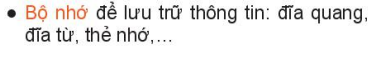 • Bộ nhớ để lưu trữ thông tin: đĩa quang,
đĩa từ, thẻ nhớ,...